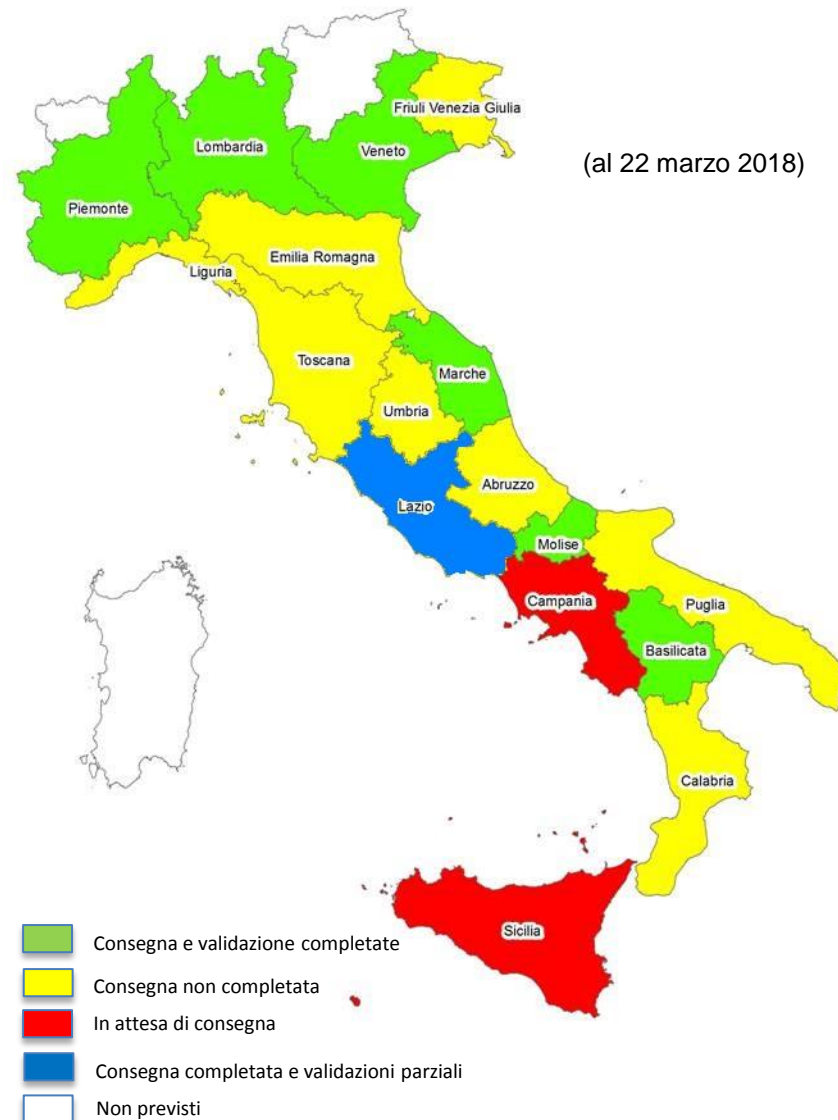 Friuli Venezia Giulia
Lombardia
Veneto
(al 22 marzo 2018)
Piemonte
Emilia Romagna
Liguria
Toscana
Marche
Umbria
Abruzzo
Lazio
Molise
Campania
Puglia
Basilicata
Calabria
Sicilia
Consegna e validazione completate
Consegna non completata
In attesa di consegna
Consegna completata e validazioni parziali
Non previsti